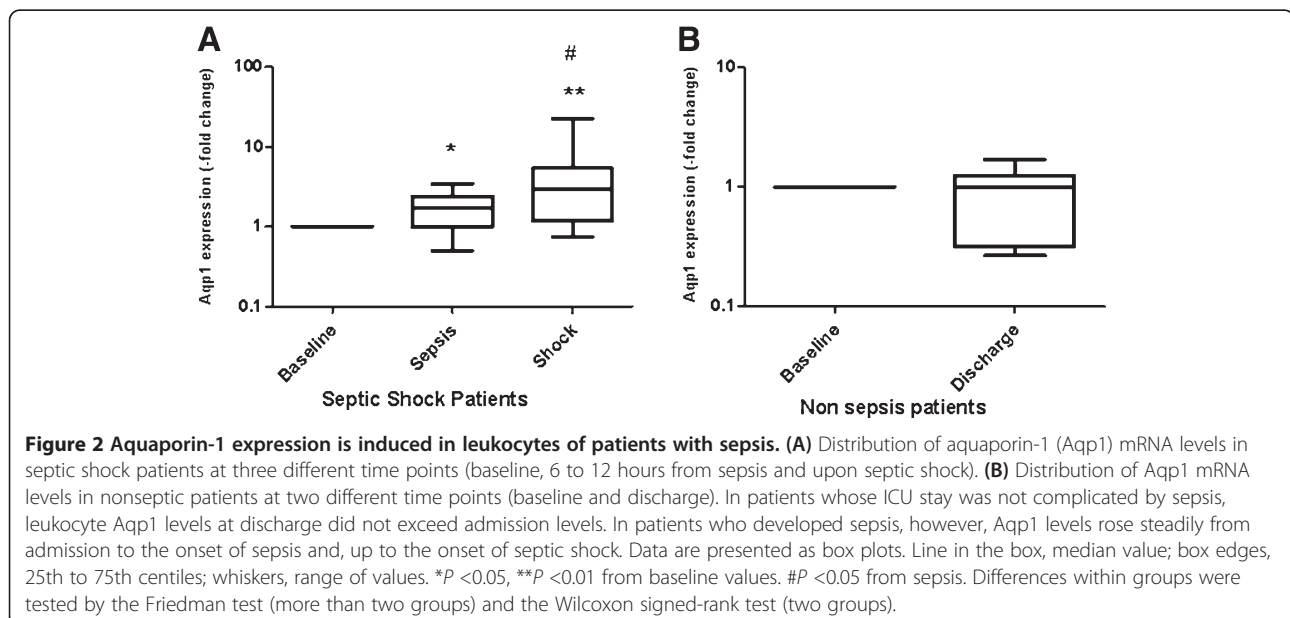 A
B
#
**
*
100
10
1
0.1
Aqp1 expression (-fold change)
Baseline
Sepsis
Shock
Septic Shock Patients
10
1
0.1
Aqp1 expression (-fold change)
Baseline
Discharge
Non sepsis patients
Figure 2 Aquaporin-1 expression is induced in leukocytes of patients with sepsis. (A) Distribution of aquaporin-1 (Aqp1) mRNA levels in
septic shock patients at three different time points (baseline, 6 to 12 hours from sepsis and upon septic shock). (B) Distribution of Aqp1 mRNA
levels in nonseptic patients at two different time points (baseline and discharge). In patients whose ICU stay was not complicated by sepsis,
leukocyte Aqp1 levels at discharge did not exceed admission levels. In patients who developed sepsis, however, Aqp1 levels rose steadily from
admission to the onset of sepsis and, up to the onset of septic shock. Data are presented as box plots. Line in the box, median value; box edges,
25th to 75th centiles; whiskers, range of values. *P <0.05, **P <0.01 from baseline values. #P <0.05 from sepsis. Differences within groups were
tested by the Friedman test (more than two groups) and the Wilcoxon signed-rank test (two groups).